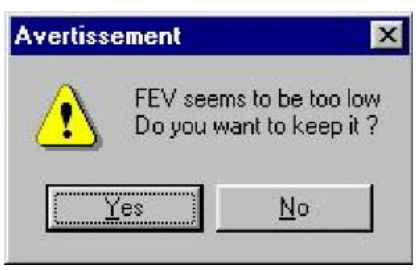 Avertissement
FEV seems to be too low
Do you want to keep it ?
Yes
No